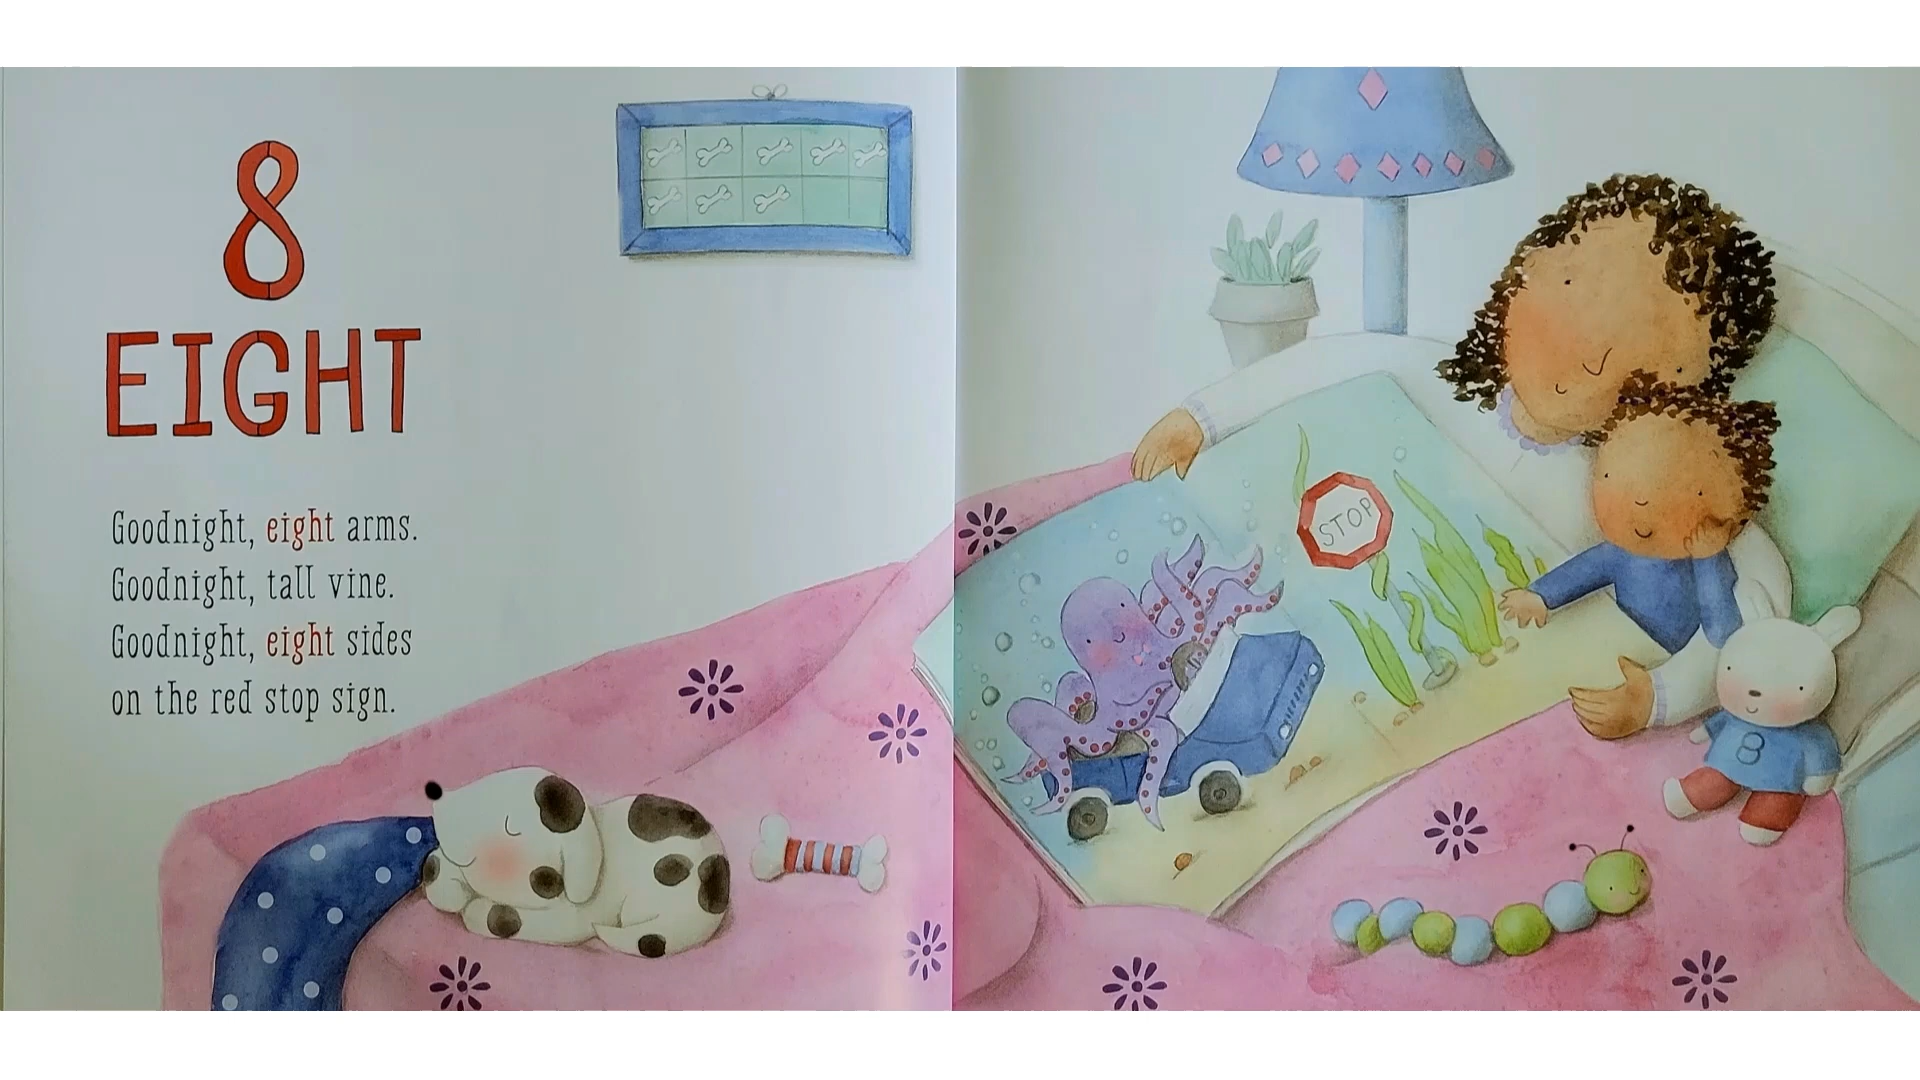 8
EIGHT
Goodnight, eight arms.
Goodnight, tall vine.
Goodnight, eight sides
on the red stop sign.
STOP
8